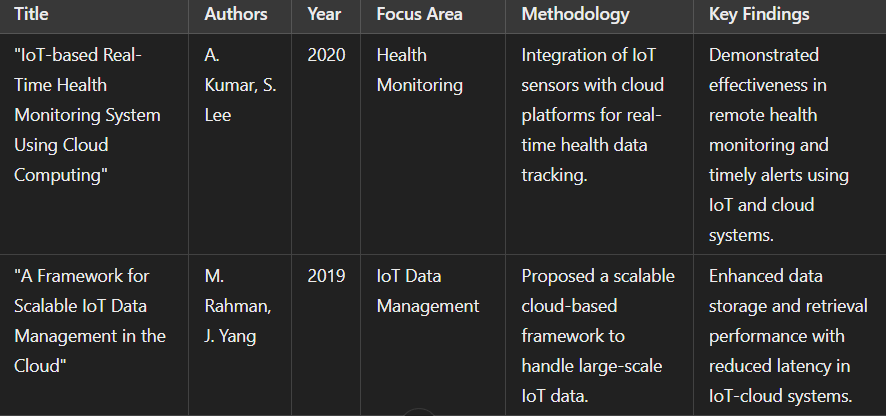 Title Authors Year Focus Area Methodology Key Findings
"IoT-based Real- A. 2020 Health Integration of IoT Demonstrated
Time Health Kumar, S. Monitoring sensors with cloud effectiveness in
Monitoring System Lee platforms for real- remote health
Using Cloud time health data monitoring and
Computing" tracking. timely alerts using
IoT and cloud
systems.
"A Framework for M. 2019 IoT Data Proposed a scalable Enhanced data
Scalable IoT Data Rahman, Management cloud-based storage and retrieval
Management in the J. Yang framework to performance with
Cloud" handle large-scale reduced latency in
IoT data. IoT-cloud systems.